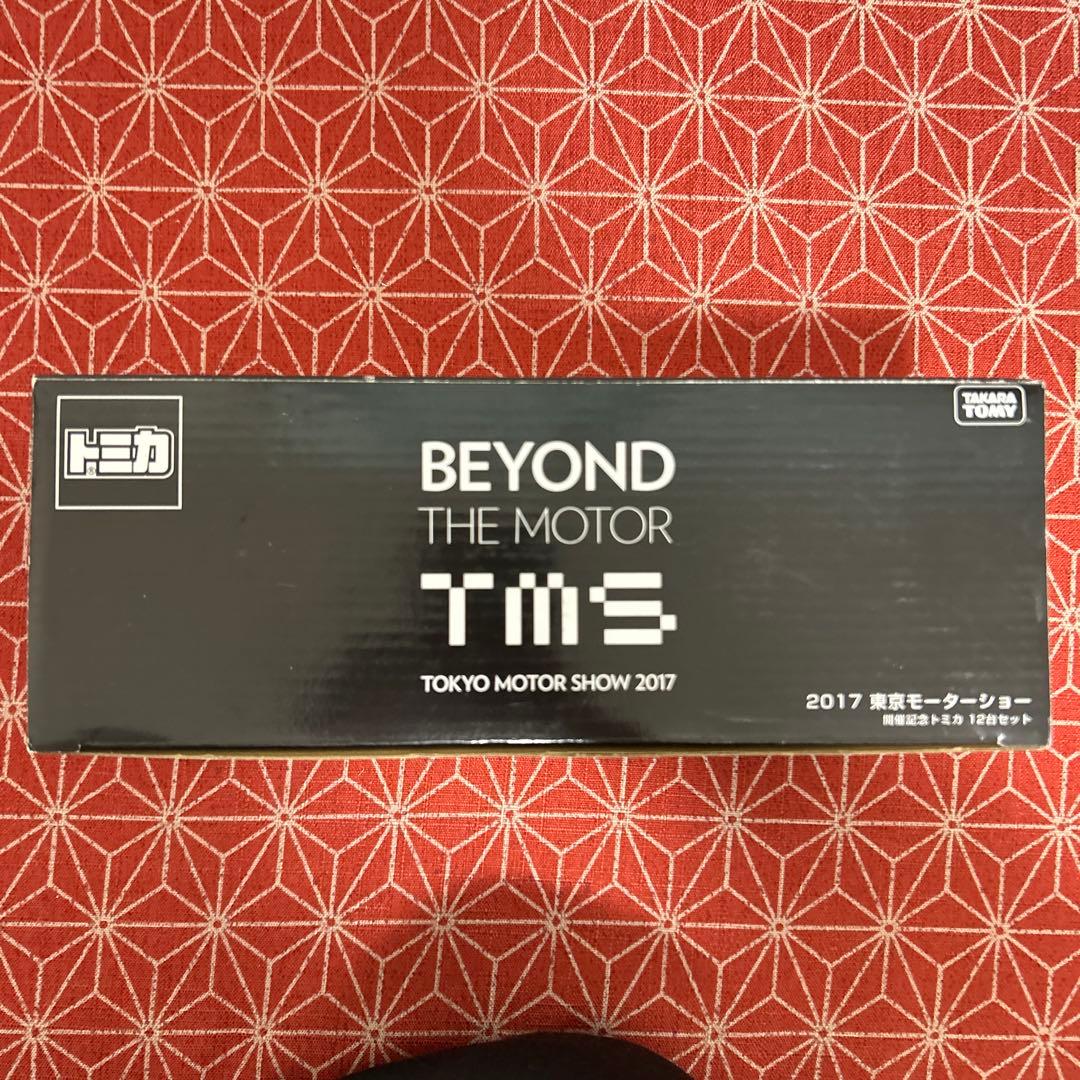 トミカ
TAKARA
TOMY
BEYOND
THE MOTOR
TMS
TOKYO MOTOR SHOW 2017
2017 東京モーターショー
開催記念トミカ 12台セット